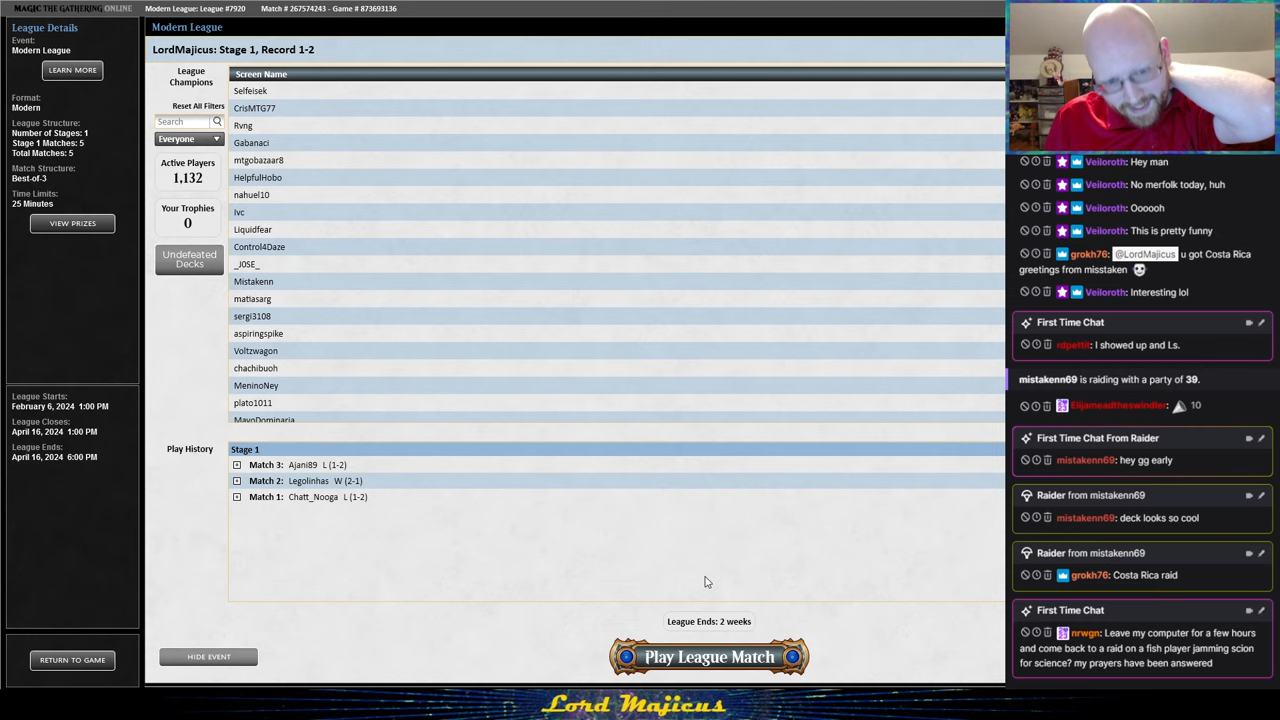 MAGIC THE GATHERING ONLINE
Modern League: League #7920
Match # 267574243 - Game # 873693136
League Details
Event:
Modern League
LEARN MORE
Format:
Modern
League Structure:
Number of Stages: 1
Stage 1 Matches: 5
Total Matches: 5
Match Structure:
Best-of-3
Time Limits:
25 Minutes
VIEW PRIZES
League Starts:
February 6, 2024 1:00 PM
League Closes:
April 16, 2024 1:00 PM
League Ends:
April 16, 2024 6:00 PM
RETURN TO GAME
Modern League
LordMajicus: Stage 1, Record 1-2
League
Champions
Reset All Filters
Search
Everyone
Active Players
1,132
Your Trophies
0
Undefeated
Decks
Screen Name
Selfeisek
CrisMTG77
Rvng
Gabanaci
mtgobazaar8
HelpfulHobo
nahuel10
lvc
Liquidfear
Control4Daze
_J0SE_
Mistakenn
matiasarg
sergi3108
aspiringspike
Voltzwagon
chachibuoh
MeninoNey
plato1011
MayoDominaria
Play History
Stage 1
Match 3: Ajani89 L (1-2)
Match 2: Legolinhas W (2-1)
Match 1: Chatt_Nooga L (1-2)
League Ends: 2 weeks
HIDE EVENT
Play League Match
Veiloroth: Hey man
Veiloroth: No merfolk today, huh
Veiloroth: Oooooh
Veiloroth: This is pretty funny
grokh76: @LordMajicus u got Costa Rica
greetings from misstaken
Veiloroth: Interesting lol
First Time Chat
rdpettit: I showed up and Ls.
mistakenn69 is raiding with a party of 39.
Elijameadtheswindler: 10
First Time Chat From Raider
mistakenn69: hey gg early
Raider from mistakenn69
mistakenn69: deck looks so cool
Raider from mistakenn69
grokh76: Costa Rica raid
First Time Chat
nrwgn: Leave my computer for a few hours
and come back to a raid on a fish player jamming scion
for science? my prayers have been answered
Lord Majicus